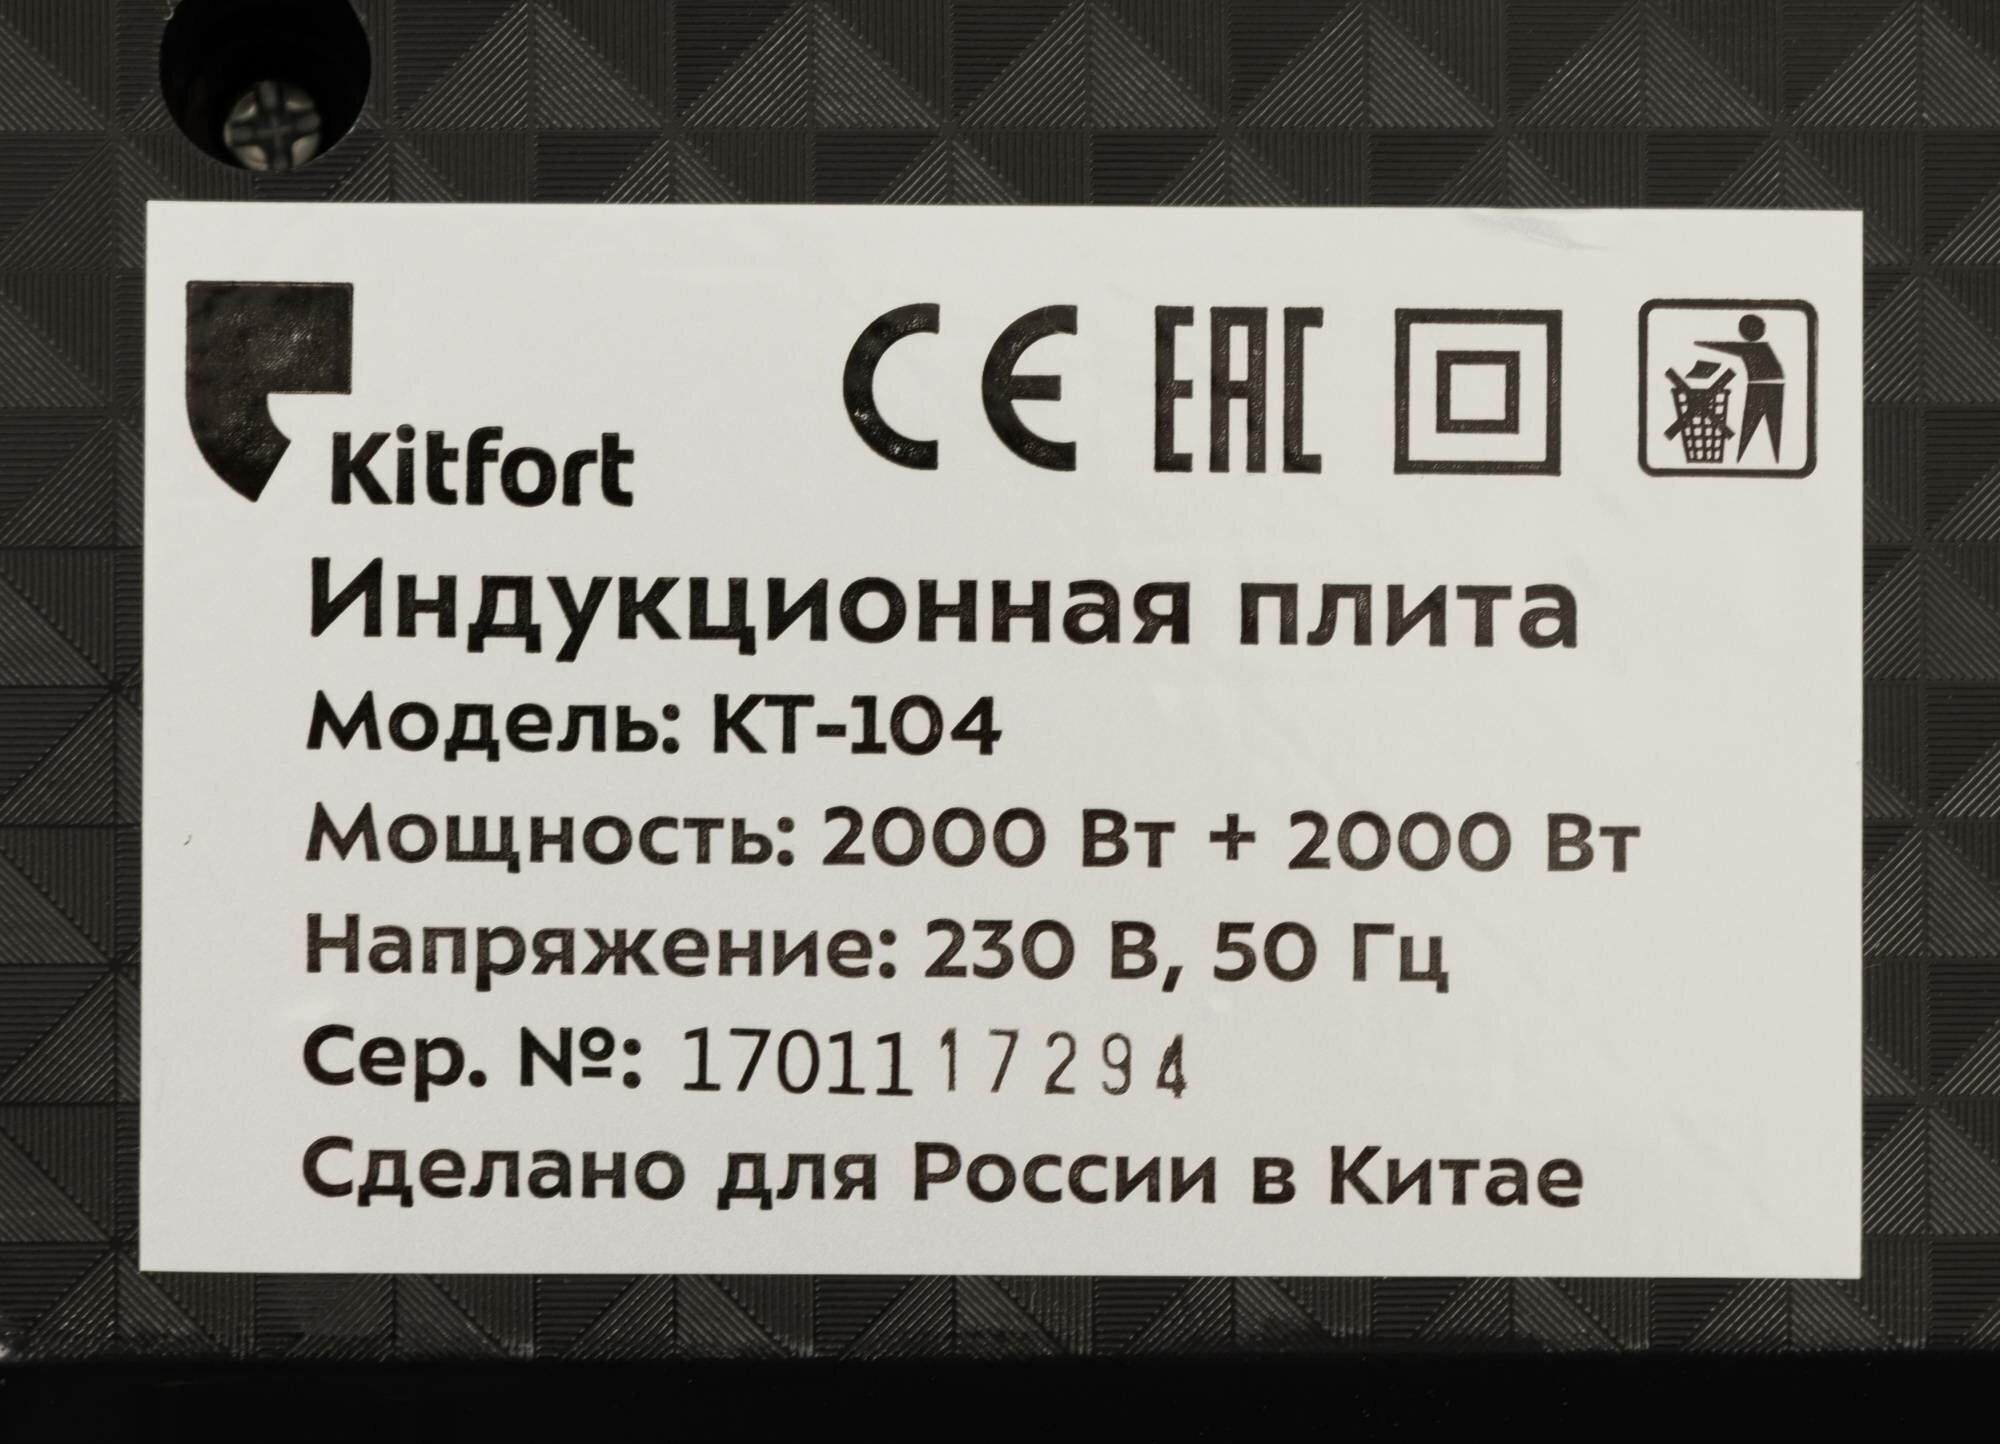 CE EAC
Kitfort
Индукционная плита
Модель: КТ-104
Мощность: 2000 Вт + 2000 Вт
Напряжение: 230 В, 50 Гц
Сер. №: 1701117294
Сделано для России в Китае